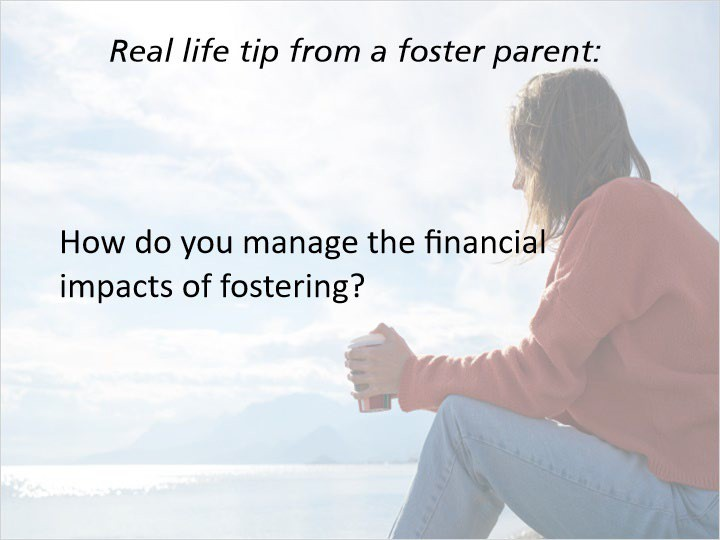 Real life tip from a foster parent:
How do you manage the financial
impacts of fostering?